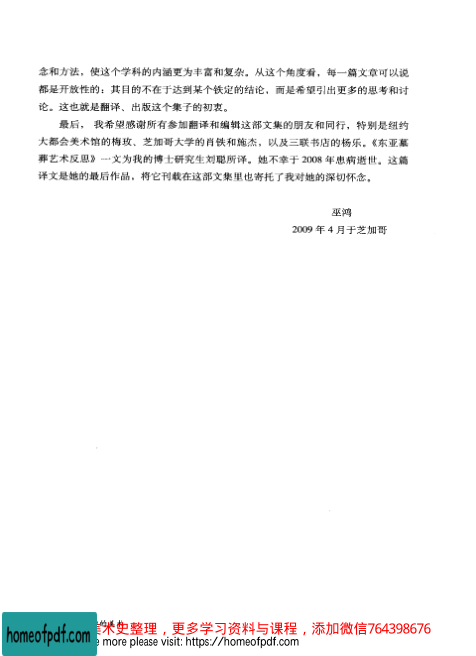 念和方法，使这个学科的内涵更为丰富和复杂。从这个角度看，每一篇文章可以说
都是开放性的：其目的不在于达到某个铁定的结论，而是希望引出更多的思考和讨
论。这也就是翻译、出版这个集子的初衷。
最后，我希望感谢所有参加翻译和编辑这部文集的朋友和同行，特别是纽约
大都会美术馆的梅玫、芝加哥大学的肖铁和施杰，以及三联书店的杨乐。《东亚墓
葬艺术反思》一文为我的博士研究生刘聪所译。她不幸于 2008 年患病逝世。这篇
译文是她的最后作品，将它刊载在这部文集里也寄托了我对她的深切怀念。
巫鸿
2009 年 4 月于芝加哥
美术史整理，更多学习资料与课程，添加微信764398676
more please visit: https://homeofpdf.com
homeofpdf.com